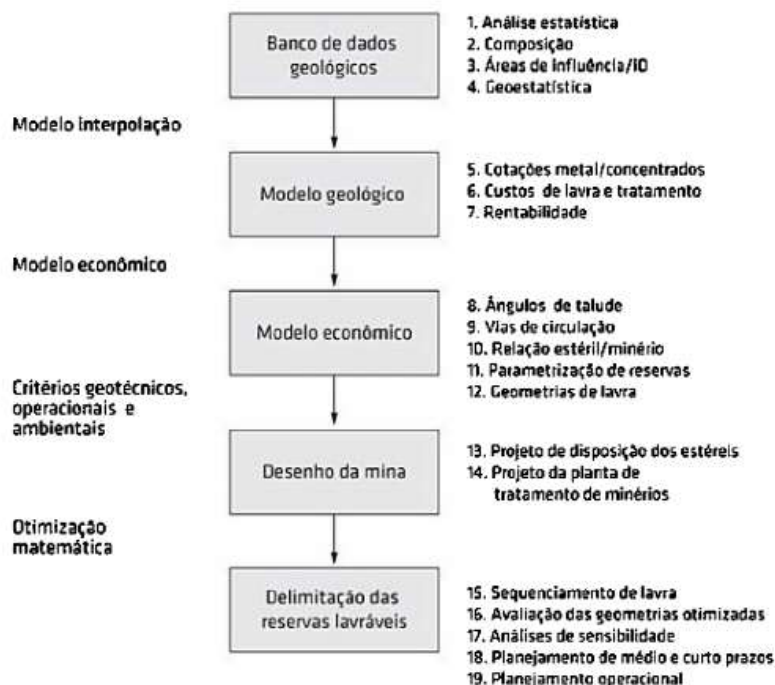 Banco de dados
geológicos
1. Análise estatística
2. Composição
3. Áreas de influência/iD
4. Geoestatística
Modelo interpolação
Modelo geológico
5. Cotações metal/concentrados
6. Custos de lavra e tratamento
7. Rentabilidade
Modelo econômico
Modelo econômico
8. Ângulos de talude
9. Vias de circulação
10. Relação estéril/minério
11. Parametrização de reservas
12. Geometrias de lavra
Critérios geotécnicos,
operacionais e
ambientais
Desenho da mina
13. Projeto de disposição dos estéreis
14. Projeto da planta de
tratamento de minérios
Otimização
matemática
Delimitação das
reservas lavráveis
15. Sequenciamento de lavra
16. Avaliação das geometrias otimizadas
17. Análises de sensibilidade
18. Planejamento de médio e curto prazos
19. Planejamento operacional